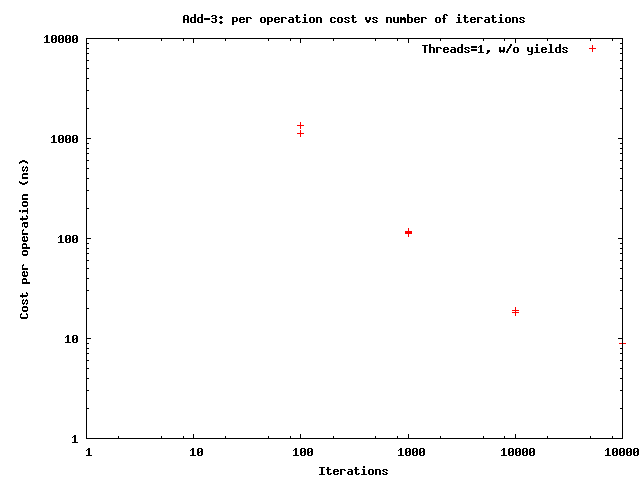 Add-3: per operation cost vs number of iterations
Threads=1, w/o yields
Cost per operation (ns)
10000
1000
100
10
1
1 10 100 1000 10000 10000
Iterations